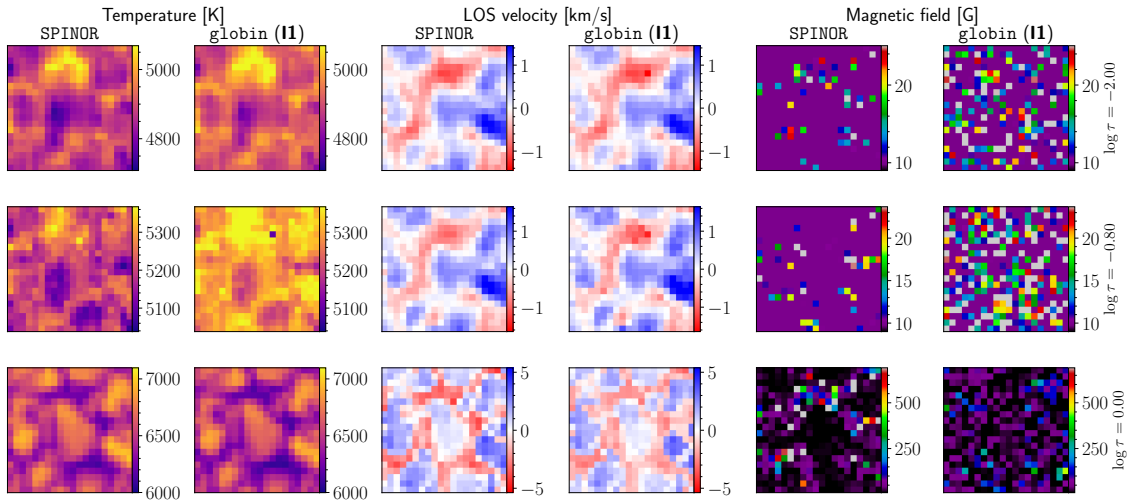 Temperature [K] LOS velocity [km/s] Magnetic field [G]
SPINOR globin (I1) SPINOR globin (I1) SPINOR globin (I1)
5000 4800 5000 4800 1 0 −1 1 0 −1 20 10 20 10 log τ = −2.00
5300 5200 5100 5300 5200 5100 1 0 −1 1 0 −1 20 15 10 20 15 10 log τ = −0.80
7000 6500 6000 7000 6500 6000 5 0 −5 5 0 −5 500 250 500 250 log τ = 0.00